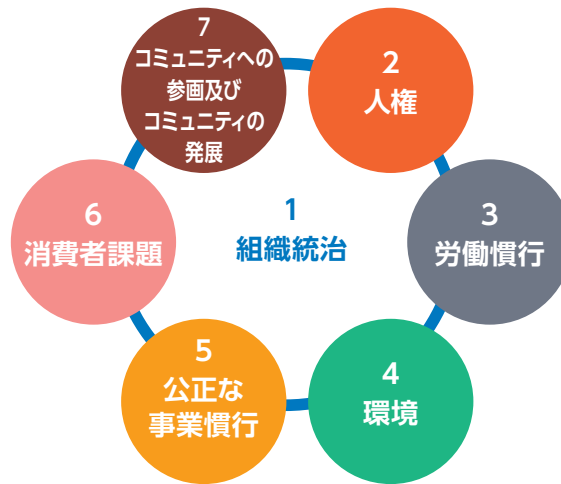 1
組織統治
2
人権
3
労働慣行
4
環境
5
公正な
事業慣行
6
消費者課題
7
コミュニティへの
参画及び
コミュニティの
発展